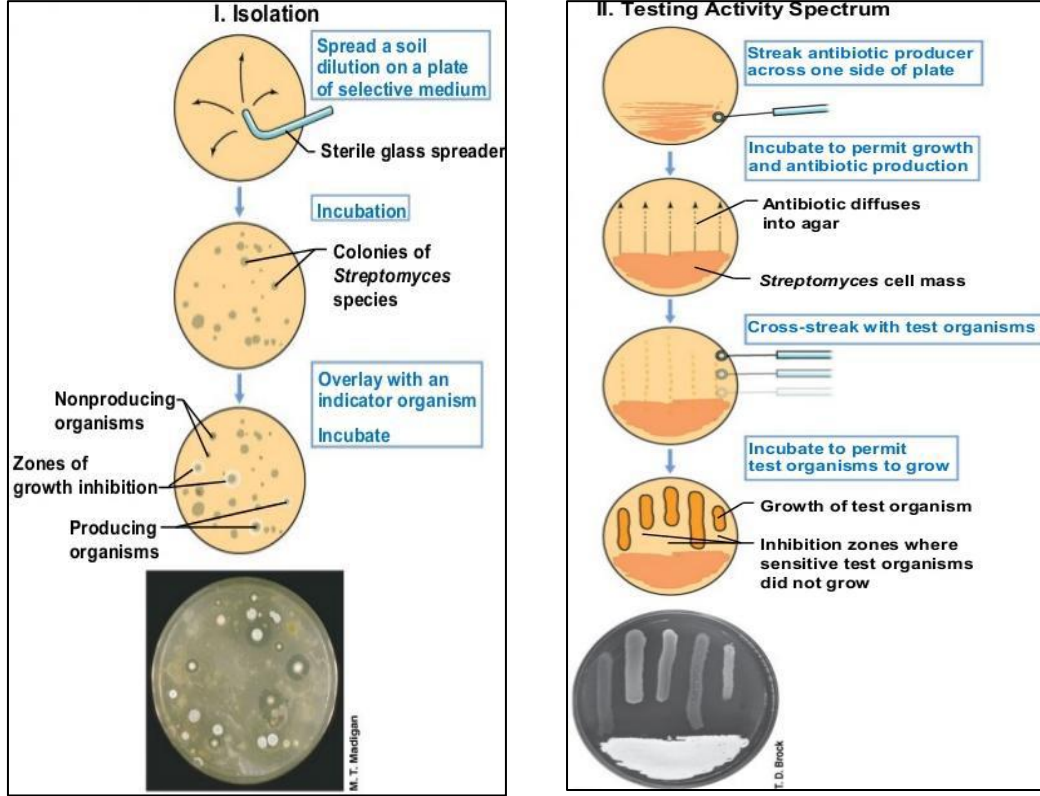 I. Isolation
Spread a soil
dilution on a plate
of selective medium
Sterile glass spreader
Incubation
Colonies of
Streptomyces
species
Overlay with an
indicator organism
Incubate
Nonproducing
organisms
Zones of
growth inhibition
Producing
organisms
M. T. Madigan
II. Testing Activity Spectrum
Streak antibiotic producer
across one side of plate
Incubate to permit growth
and antibiotic production
Antibiotic diffuses
into agar
Streptomyces cell mass
Cross-streak with test organisms
Incubate to permit
test organisms to grow
Growth of test organism
Inhibition zones where
sensitive test organisms
did not grow
T. D. Brock